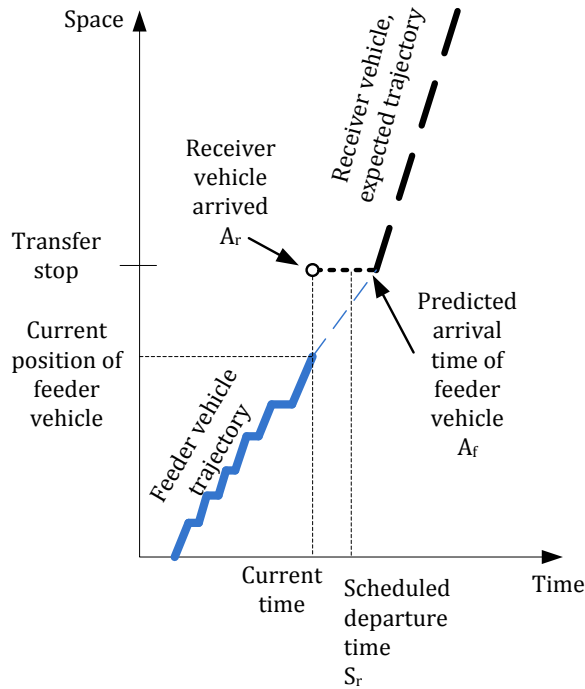 Space
Receiver vehicle,
expected trajectory
Receiver
vehicle
arrived
Aᵣ
Transfer
stop
Predicted
arrival
time of
feeder
vehicle
A_f
Current
position of
feeder
vehicle
Feeder vehicle
trajectory
Current
time
Scheduled
departure
time
Sᵣ
Time